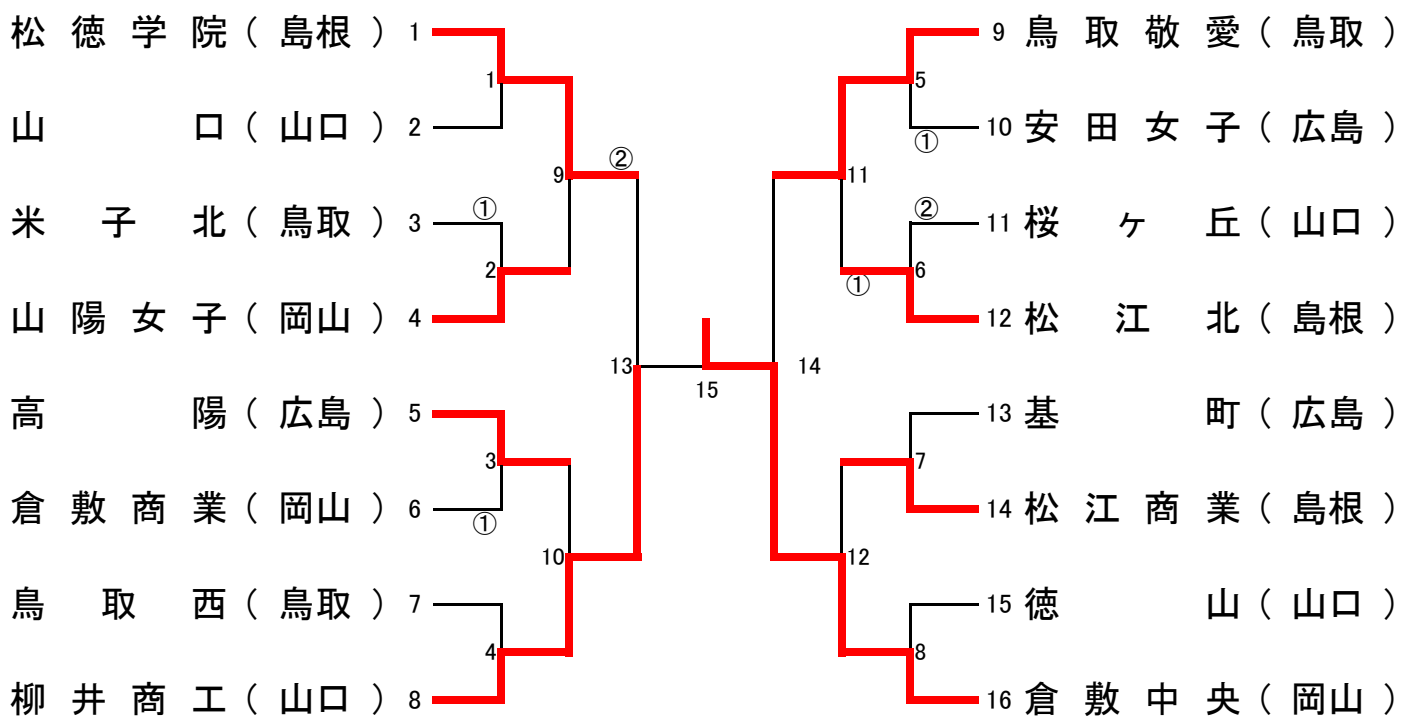 松徳学院（島根）1
山口（山口）2
米子北（鳥取）3
山陽女子（岡山）4
高陽（広島）5
倉敷商業（岡山）6
鳥取西（鳥取）7
柳井商工（山口）8
1
①
2
3
①
4
9
②
10
13
15
14
11
①
12
5
①
②
6
7
8
9 鳥取敬愛（鳥取）
10 安田女子（広島）
11 桜ヶ丘（山口）
12 松江北（島根）
13 基町（広島）
14 松江商業（島根）
15 徳山（山口）
16 倉敷中央（岡山）